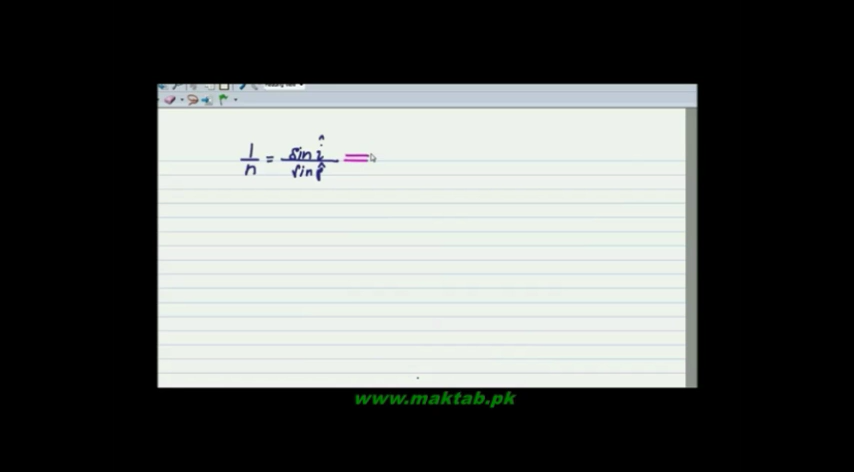 1/n = sin î / sin r̂ =
www.maktab.pk